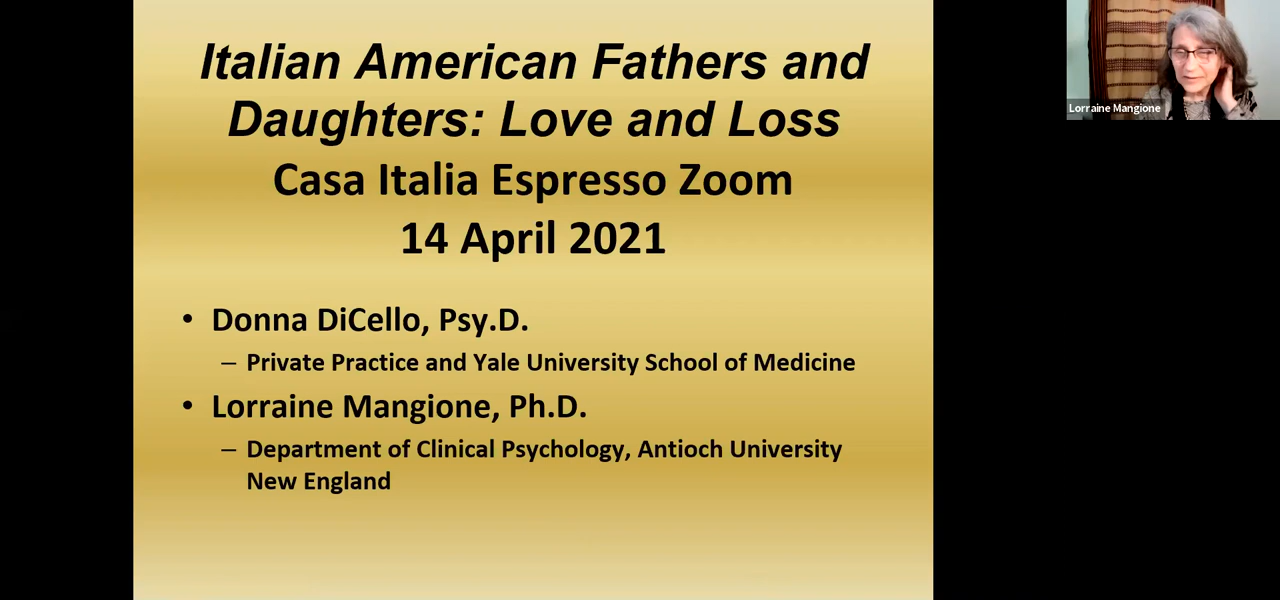 Italian American Fathers and
Daughters: Love and Loss
Casa Italia Espresso Zoom
14 April 2021
• Donna DiCello, Psy.D.
– Private Practice and Yale University School of Medicine
• Lorraine Mangione, Ph.D.
– Department of Clinical Psychology, Antioch University
New England
Lorraine Mangione